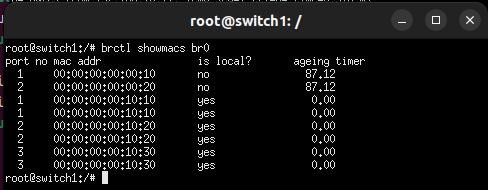 root@switch1: /
root@switch1:/# brctl showmacs br0
port no mac addr                is local?       ageing timer
  1     00:00:00:00:00:10       no                87.12
  2     00:00:00:00:00:20       no                87.12
  1     00:00:00:00:10:10       yes                0.00
  1     00:00:00:00:10:10       yes                0.00
  2     00:00:00:00:10:20       yes                0.00
  2     00:00:00:00:10:20       yes                0.00
  3     00:00:00:00:10:30       yes                0.00
  3     00:00:00:00:10:30       yes                0.00
root@switch1:/#